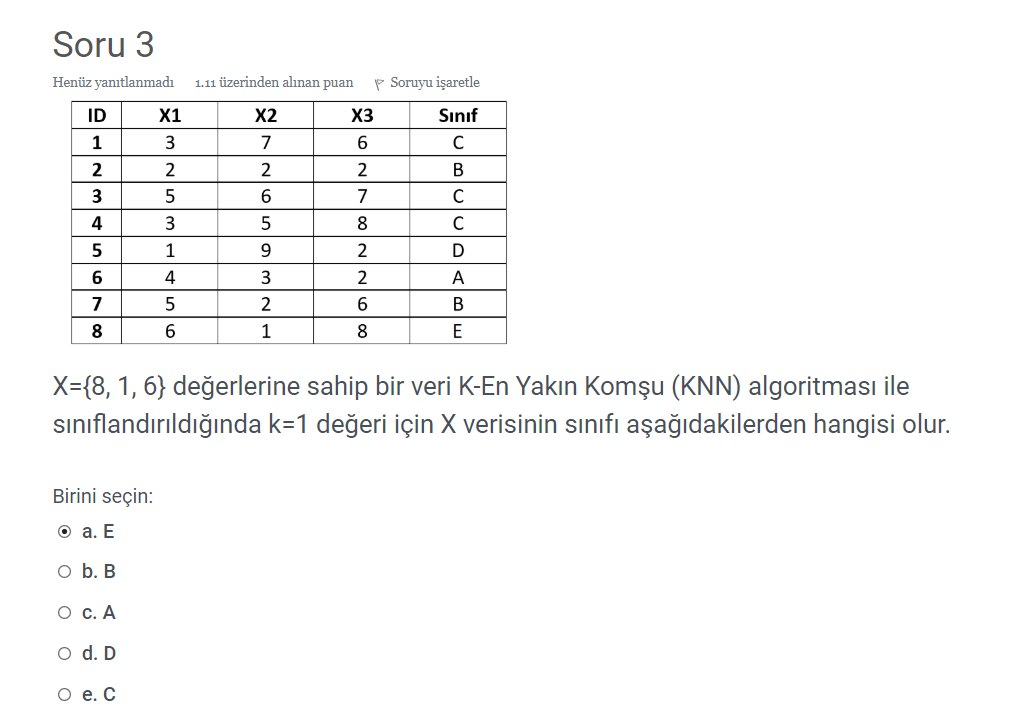 Soru 3
Henüz yanıtlanmadı 1.11 üzerinden alınan puan Soruyu işaretle
ID X1 X2 X3 Sınıf
1 3 7 6 C
2 2 2 2 B
3 5 6 7 C
4 3 5 8 C
5 1 9 2 D
6 4 3 2 A
7 5 2 6 B
8 6 1 8 E
X={8, 1, 6} değerlerine sahip bir veri K-En Yakın Komşu (KNN) algoritması ile
sınıflandırıldığında k=1 değeri için X verisinin sınıfı aşağıdakilerden hangisi olur.
Birini seçin:
a. E
b. B
c. A
d. D
e. C